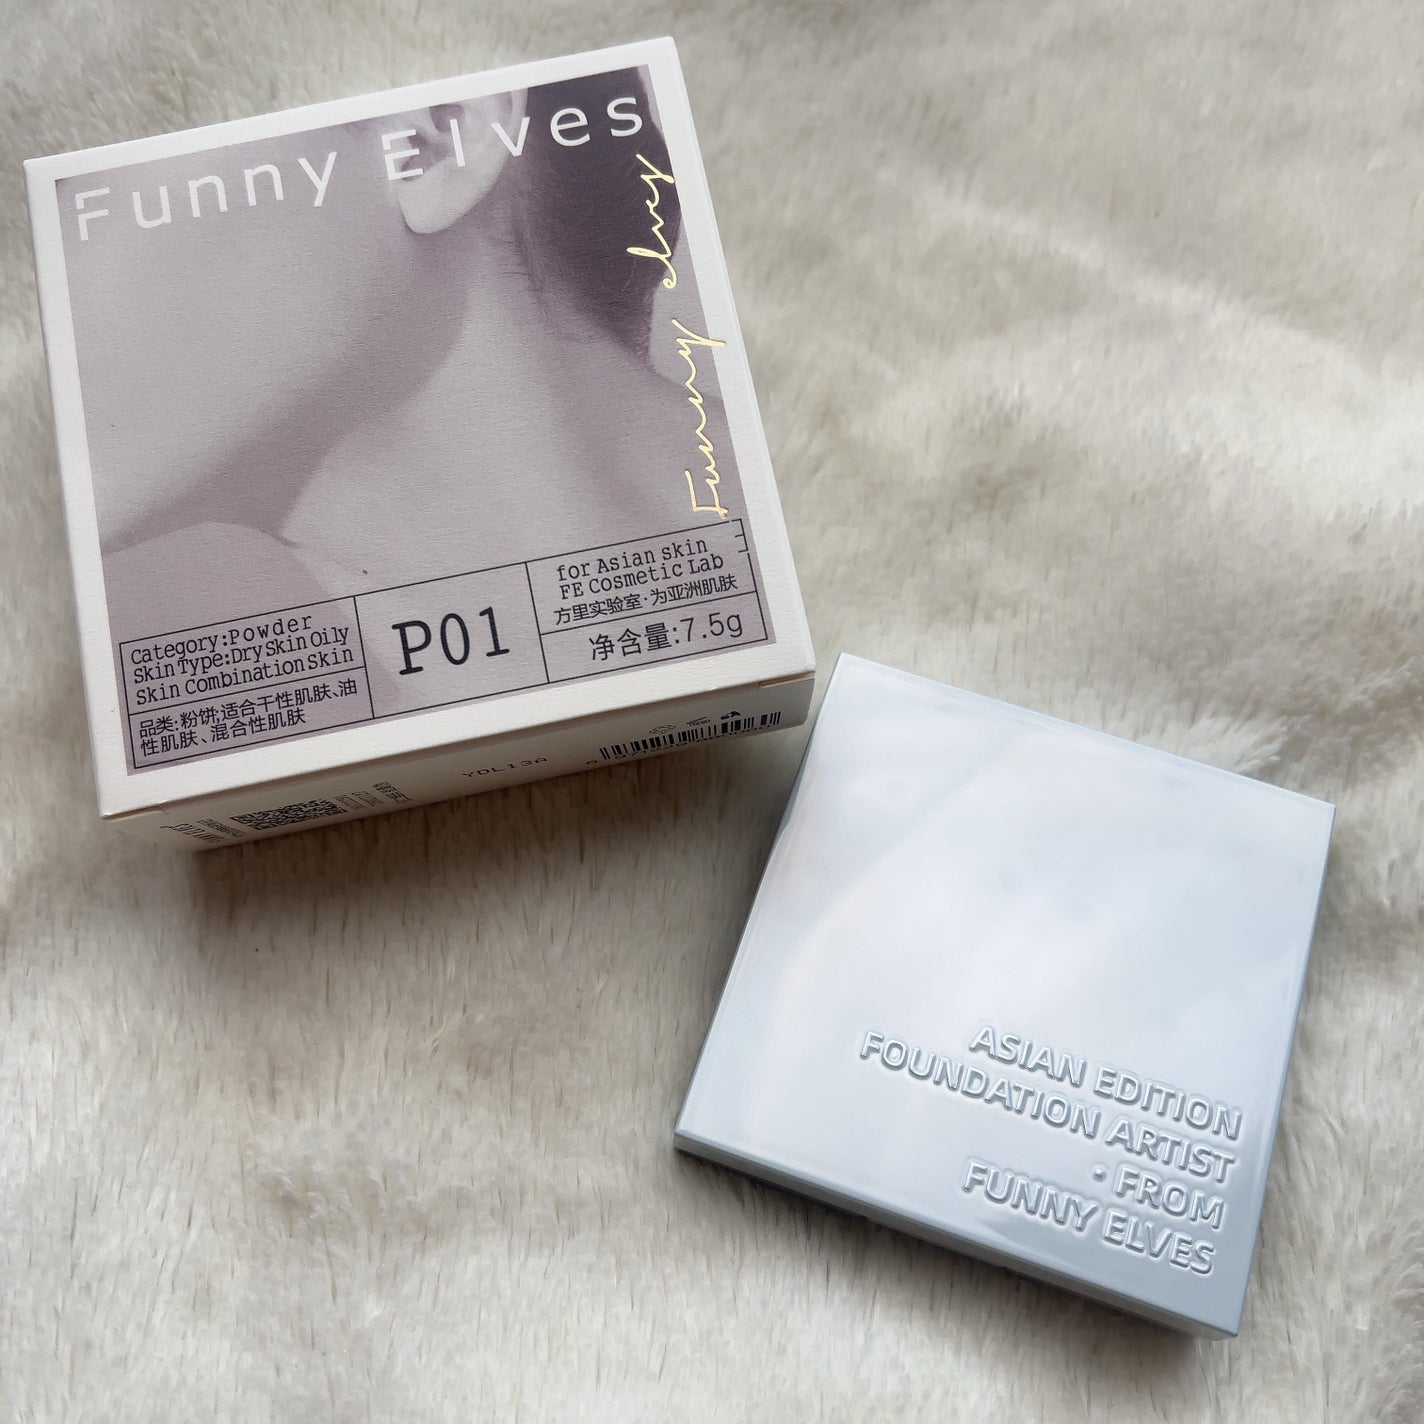 Funny Elves
Funny elves
Category:Powder
Skin Type:Dry Skin Oily
Skin Combination Skin
品类:粉饼,适合干性肌肤、油
性肌肤、混合性肌肤
P01
for Asian skin
FE Cosmetic Lab
方里实验室·为亚洲肌肤
净含量:7.5g
YDL13A
ASIAN EDITION
FOUNDATION ARTIST
• FROM
FUNNY ELVES